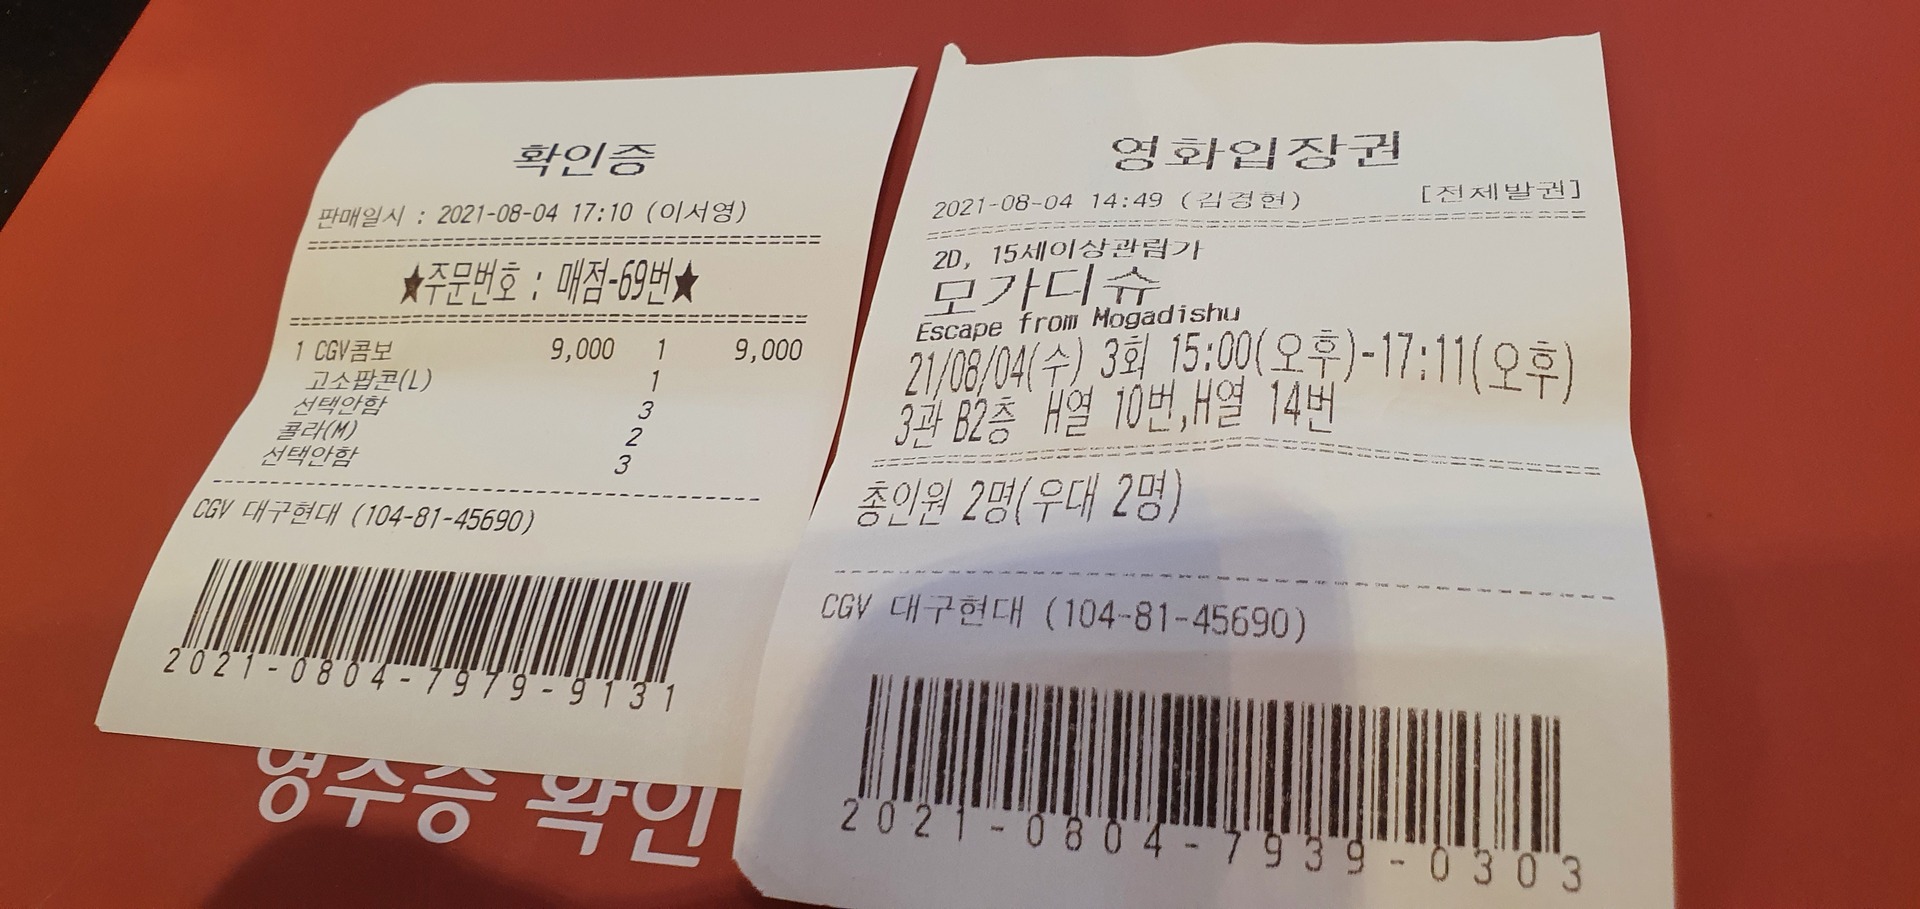 확인증
판매일시 : 2021-08-04 17:10 (이서영)
★주문번호 : 매점-69번★
1 CGV콤보 9,000 1 9,000
고소팝콘(L) 1
선택안함 3
콜라(M) 2
선택안함 3
CGV 대구현대 (104-81-45690)
2021-0804-7979-9131
영수증 확인
영화입장권
2021-08-04 14:49 (김경현) [전체발권]
2D, 15세이상관람가
모가디슈
Escape from Mogadishu
21/08/04(수) 3회 15:00(오후)-17:11(오후)
3관 B2층 H열 10번,H열 14번
총인원 2명(우대 2명)
CGV 대구현대 (104-81-45690)
2021-0804-7939-0303